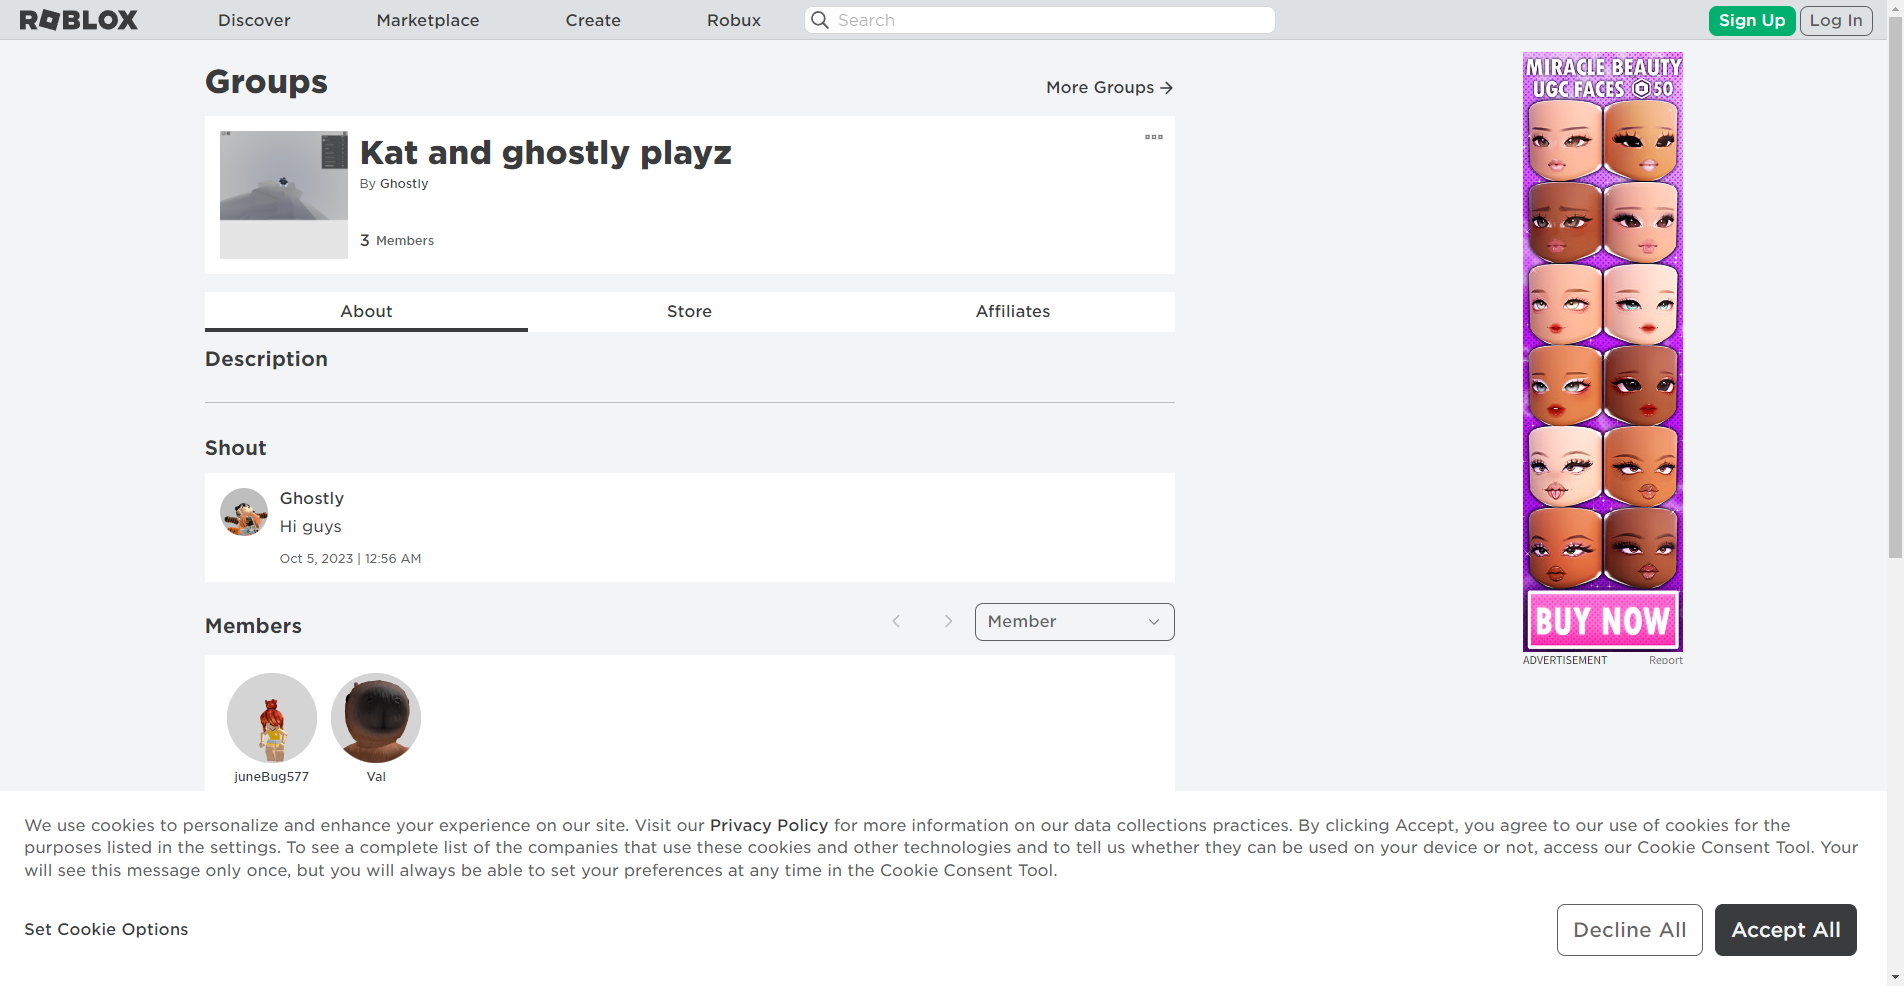 ROBLOX
Discover
Marketplace
Create
Robux
Search
Sign Up
Log In
Groups
More Groups
Kat and ghostly playz
By Ghostly
3 Members
About
Store
Affiliates
Description
Shout
Ghostly
Hi guys
Oct 5, 2023 | 12:56 AM
Members
Member
juneBug577
Val
MIRACLE BEAUTY
UGC FACES 50
BUY NOW
ADVERTISEMENT
Report
We use cookies to personalize and enhance your experience on our site. Visit our Privacy Policy for more information on our data collections practices. By clicking Accept, you agree to our use of cookies for the
purposes listed in the settings. To see a complete list of the companies that use these cookies and other technologies and to tell us whether they can be used on your device or not, access our Cookie Consent Tool. Your
will see this message only once, but you will always be able to set your preferences at any time in the Cookie Consent Tool.
Set Cookie Options
Decline All
Accept All